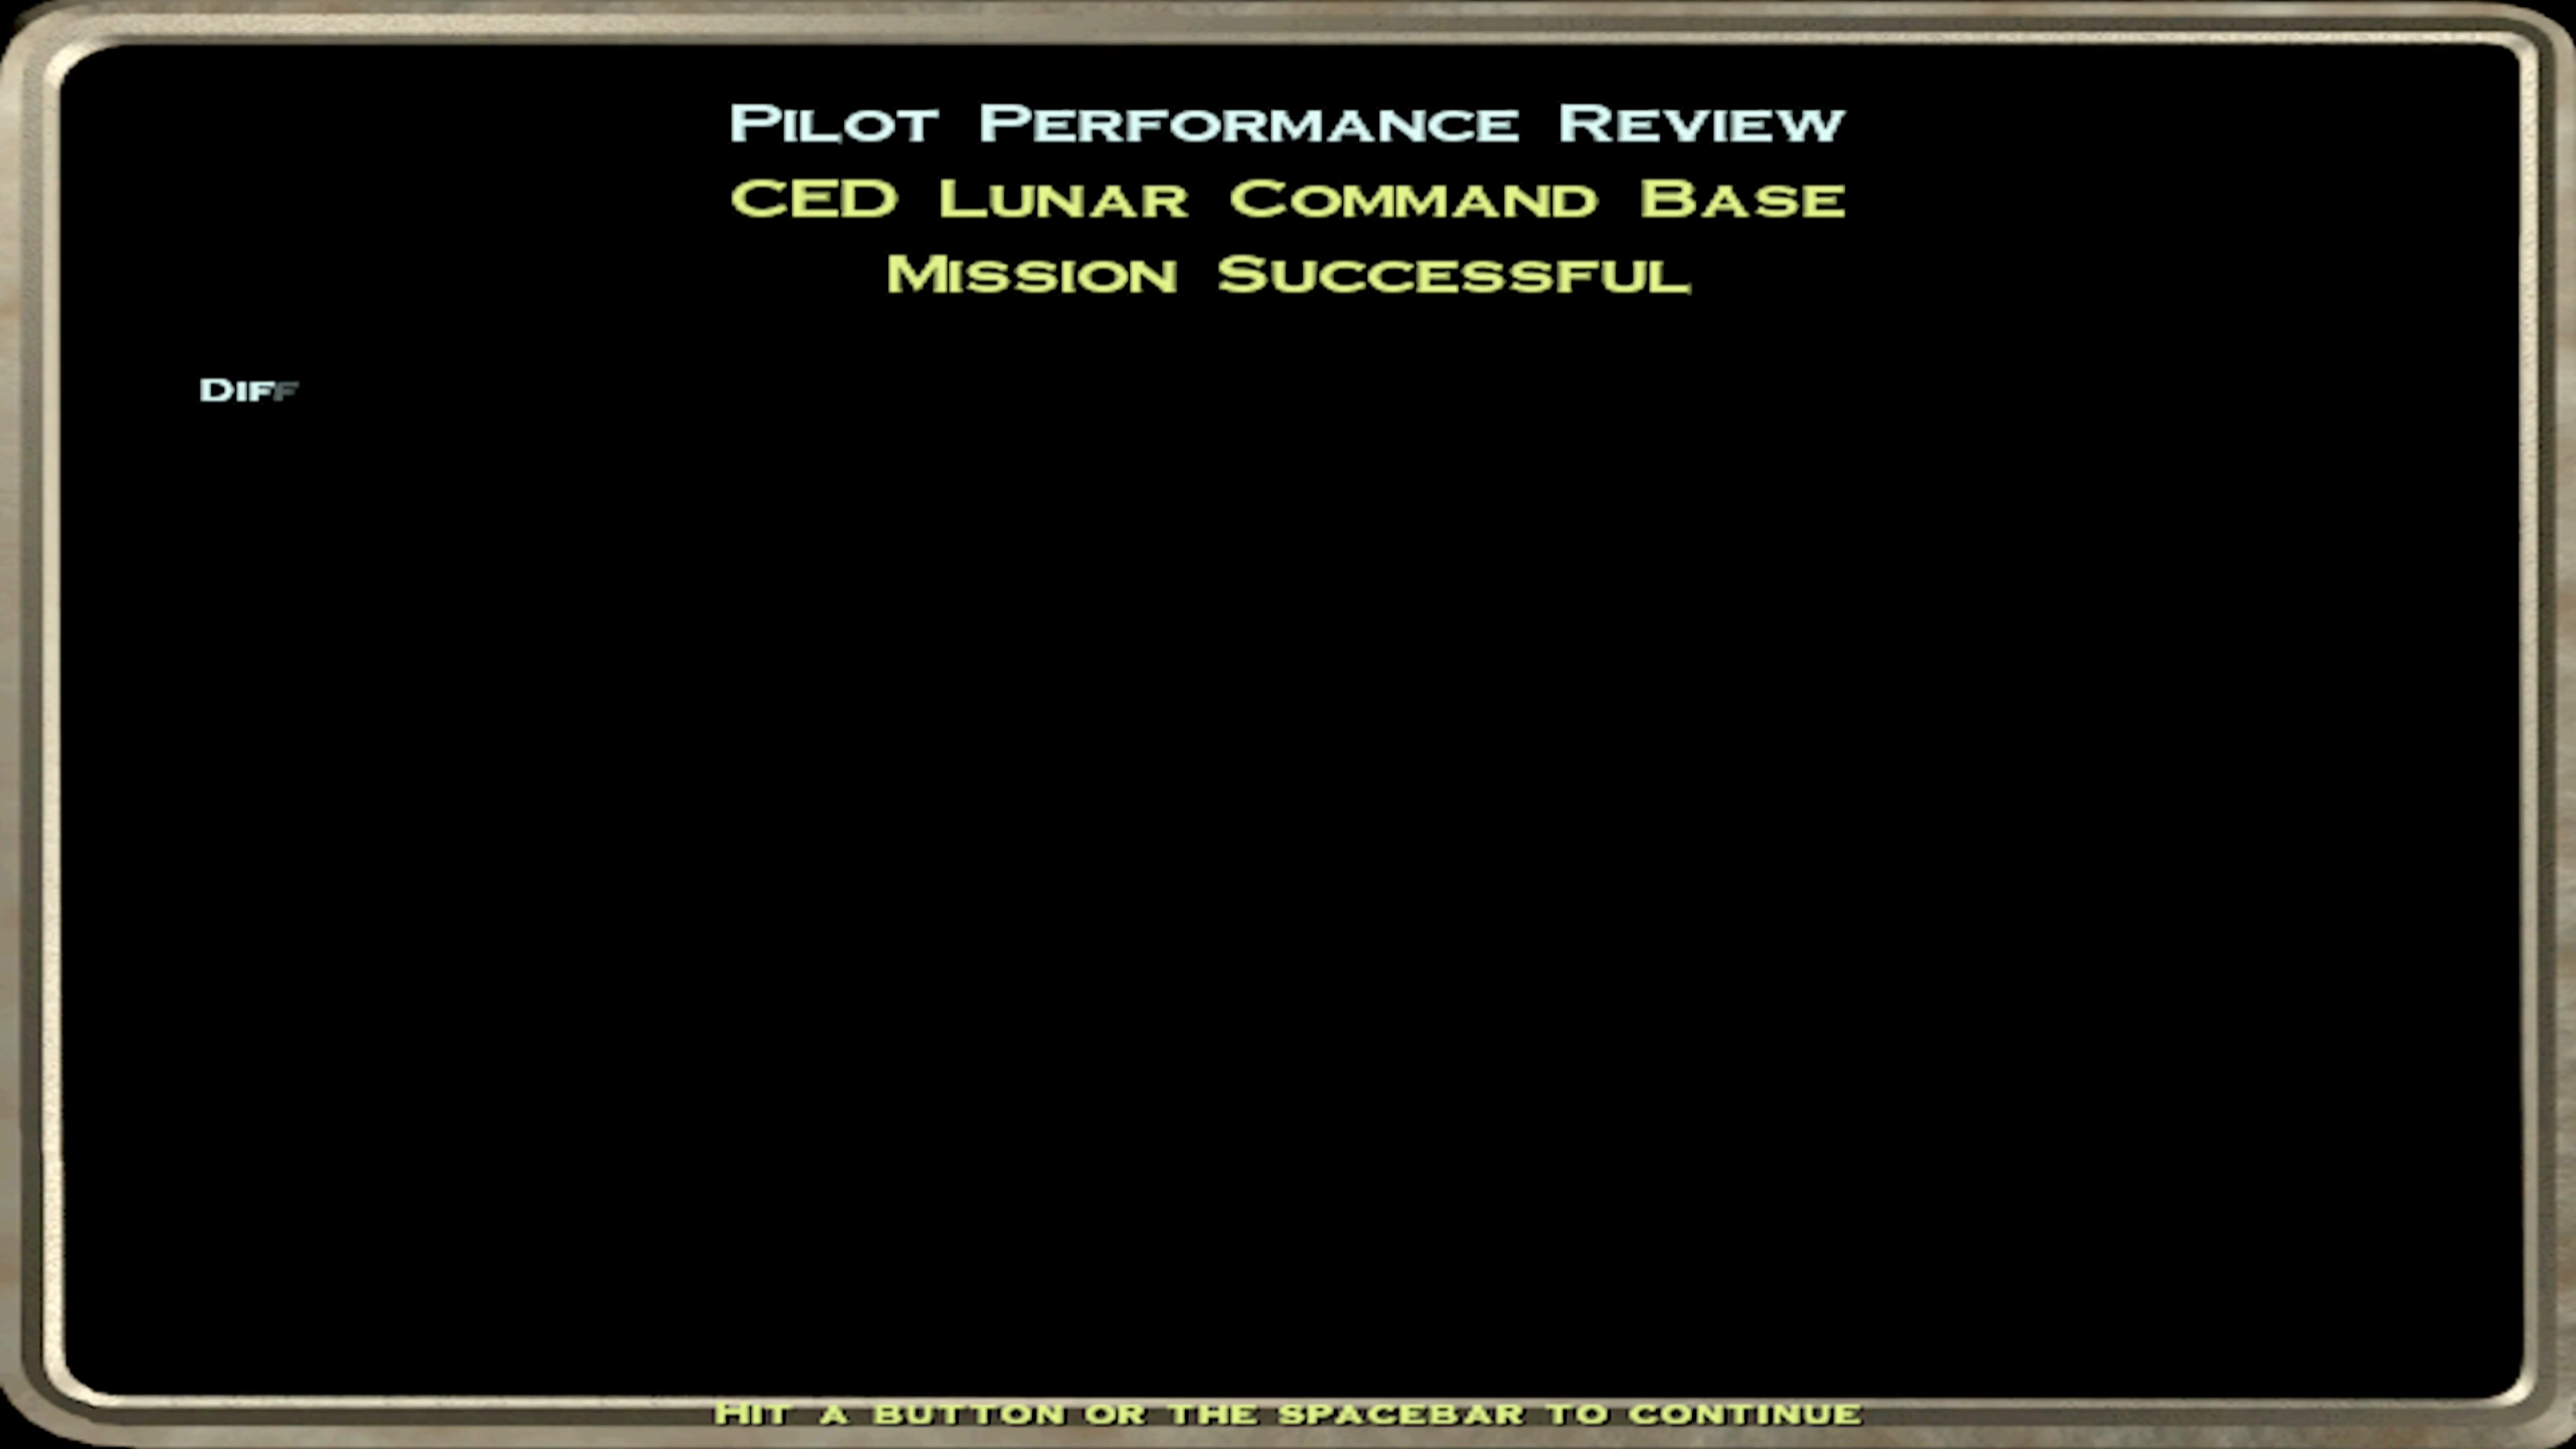 Pilot Performance Review
CED Lunar Command Base
Mission Successful
Diff
Hit a button or the spacebar to continue